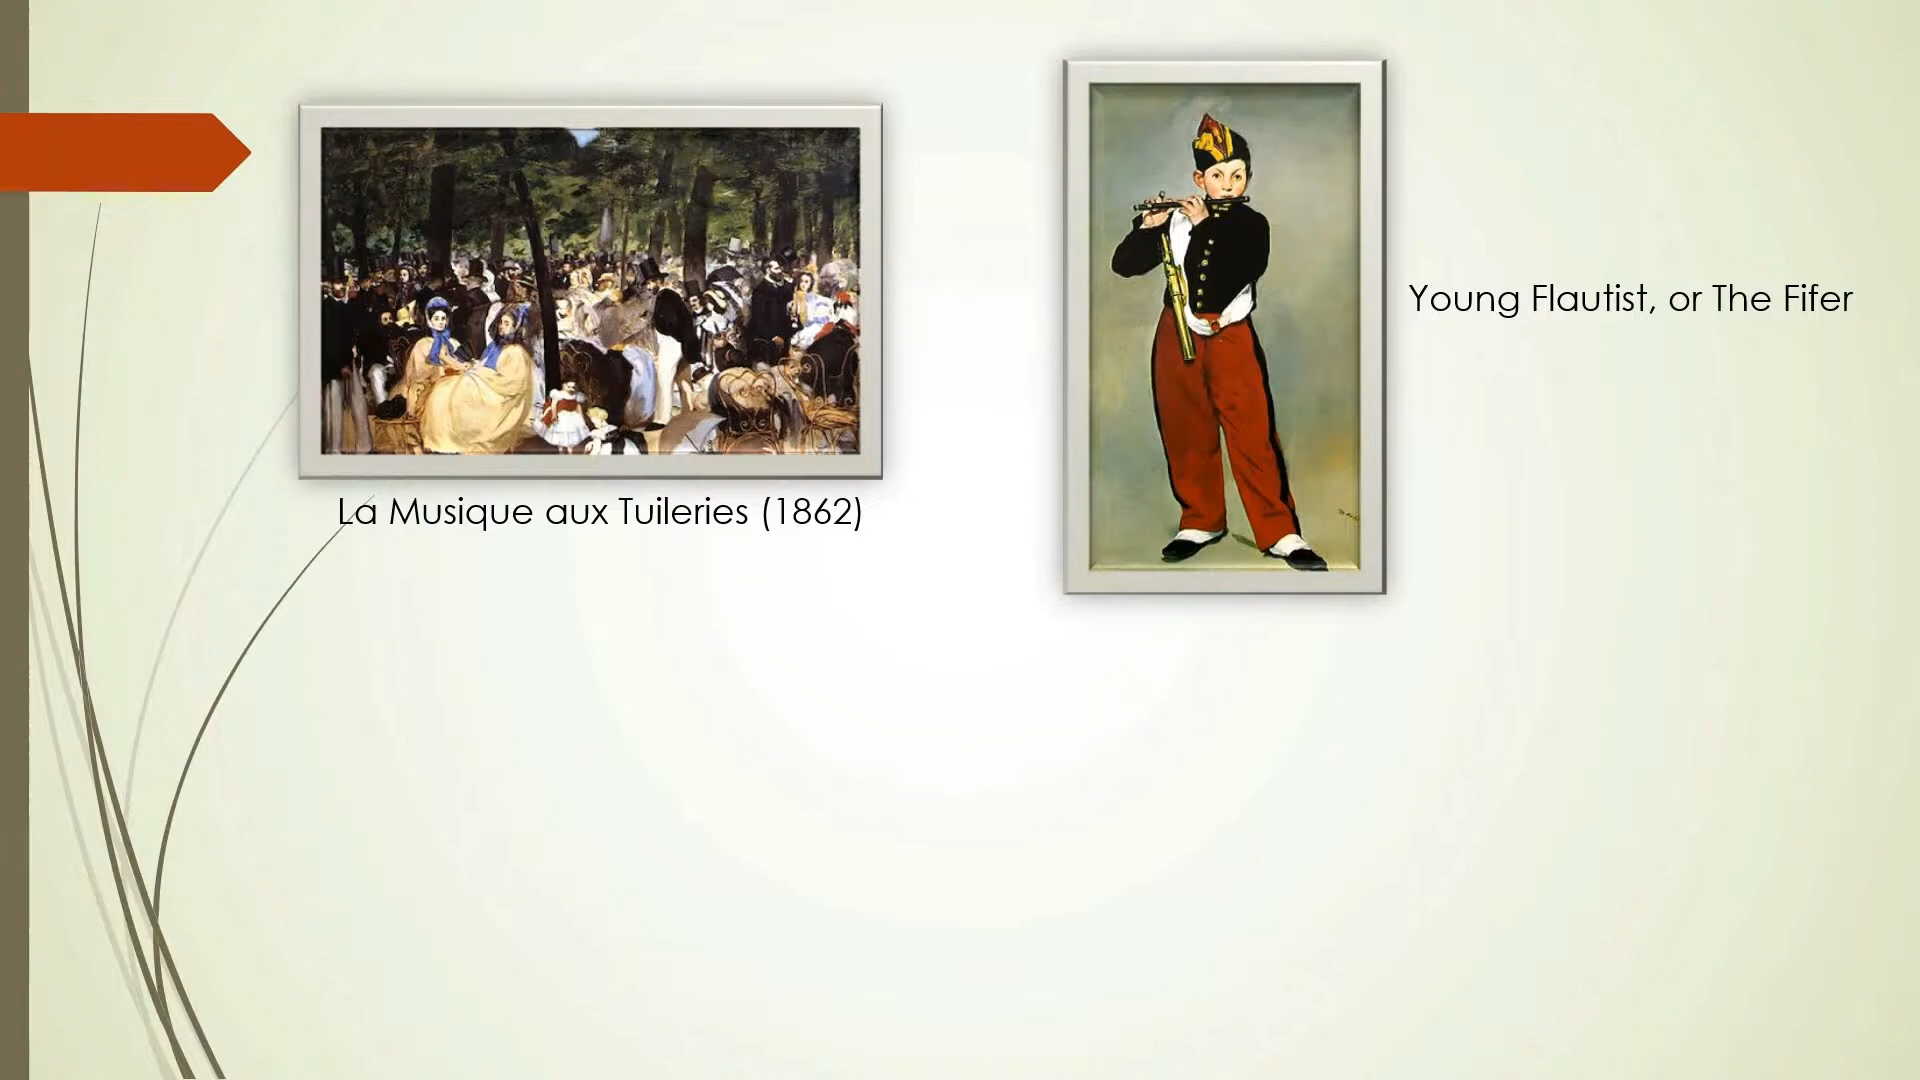 La Musique aux Tuileries (1862)
Young Flautist, or The Fifer